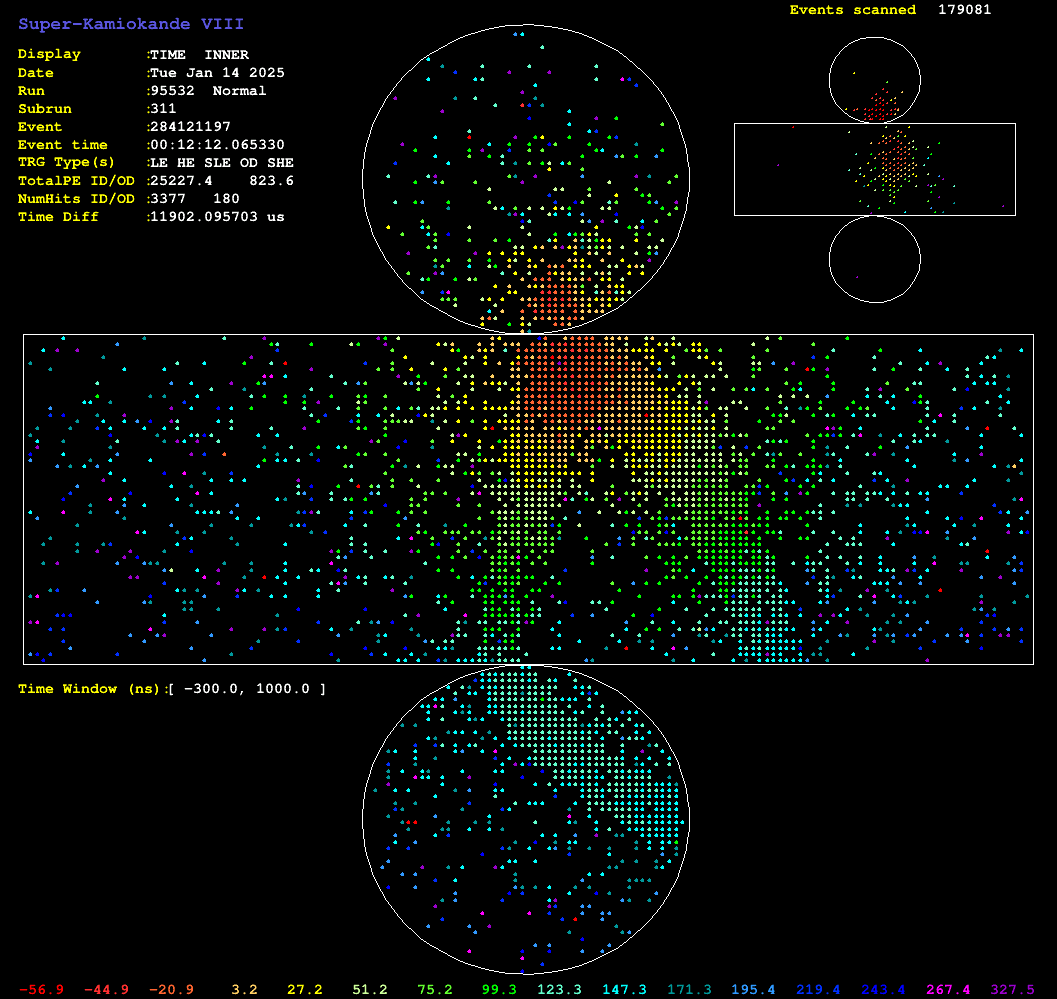 Super-Kamiokande VIII
Events scanned 179081
Display :TIME INNER
Date :Tue Jan 14 2025
Run :95532 Normal
Subrun :311
Event :284121197
Event time :00:12:12.065330
TRG Type(s) :LE HE SLE OD SHE
TotalPE ID/OD :25227.4 823.6
NumHits ID/OD :3377 180
Time Diff :11902.095703 us
Time Window (ns):[ -300.0, 1000.0 ]
-56.9 -44.9 -20.9 3.2 27.2 51.2 75.2 99.3 123.3 147.3 171.3 195.4 219.4 243.4 267.4 327.5